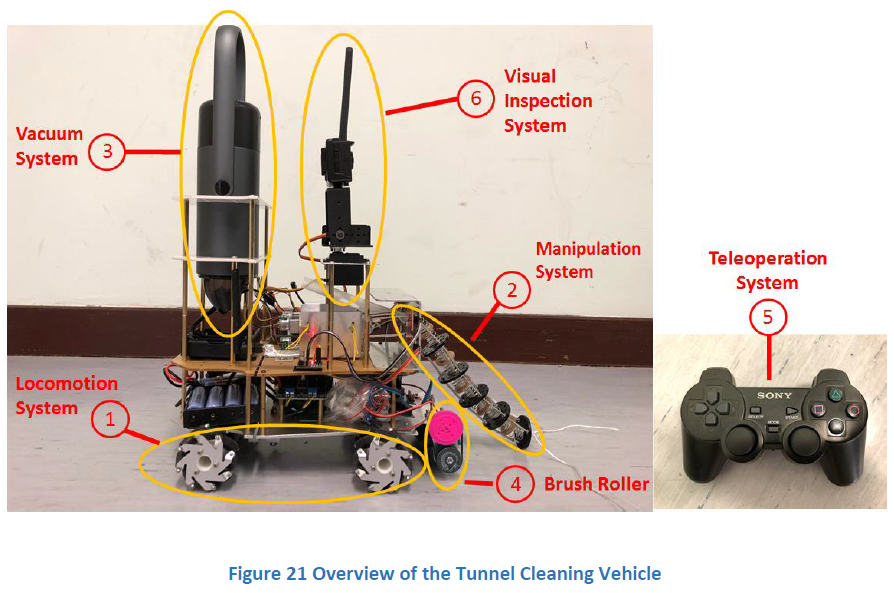 Visual
Inspection
System
6
Vacuum
System
3
Manipulation
System
2
Teleoperation
System
5
Locomotion
System
1
SONY
SELECT
START
MODE
4
Brush Roller
Figure 21 Overview of the Tunnel Cleaning Vehicle